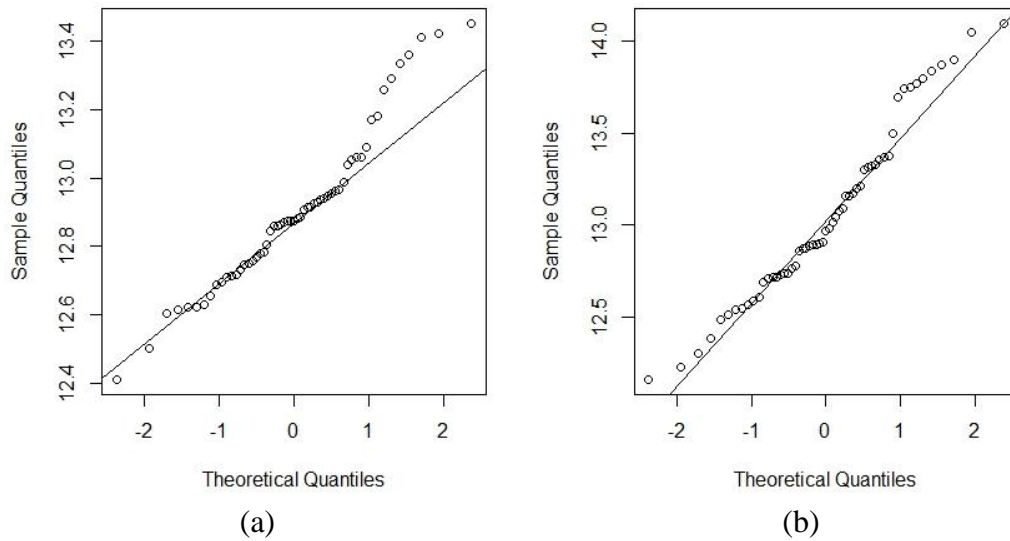 Sample Quantiles
13.4
13.2
13.0
12.8
12.6
12.4
-2 -1 0 1 2
Theoretical Quantiles
(a)
Sample Quantiles
14.0
13.5
13.0
12.5
-2 -1 0 1 2
Theoretical Quantiles
(b)